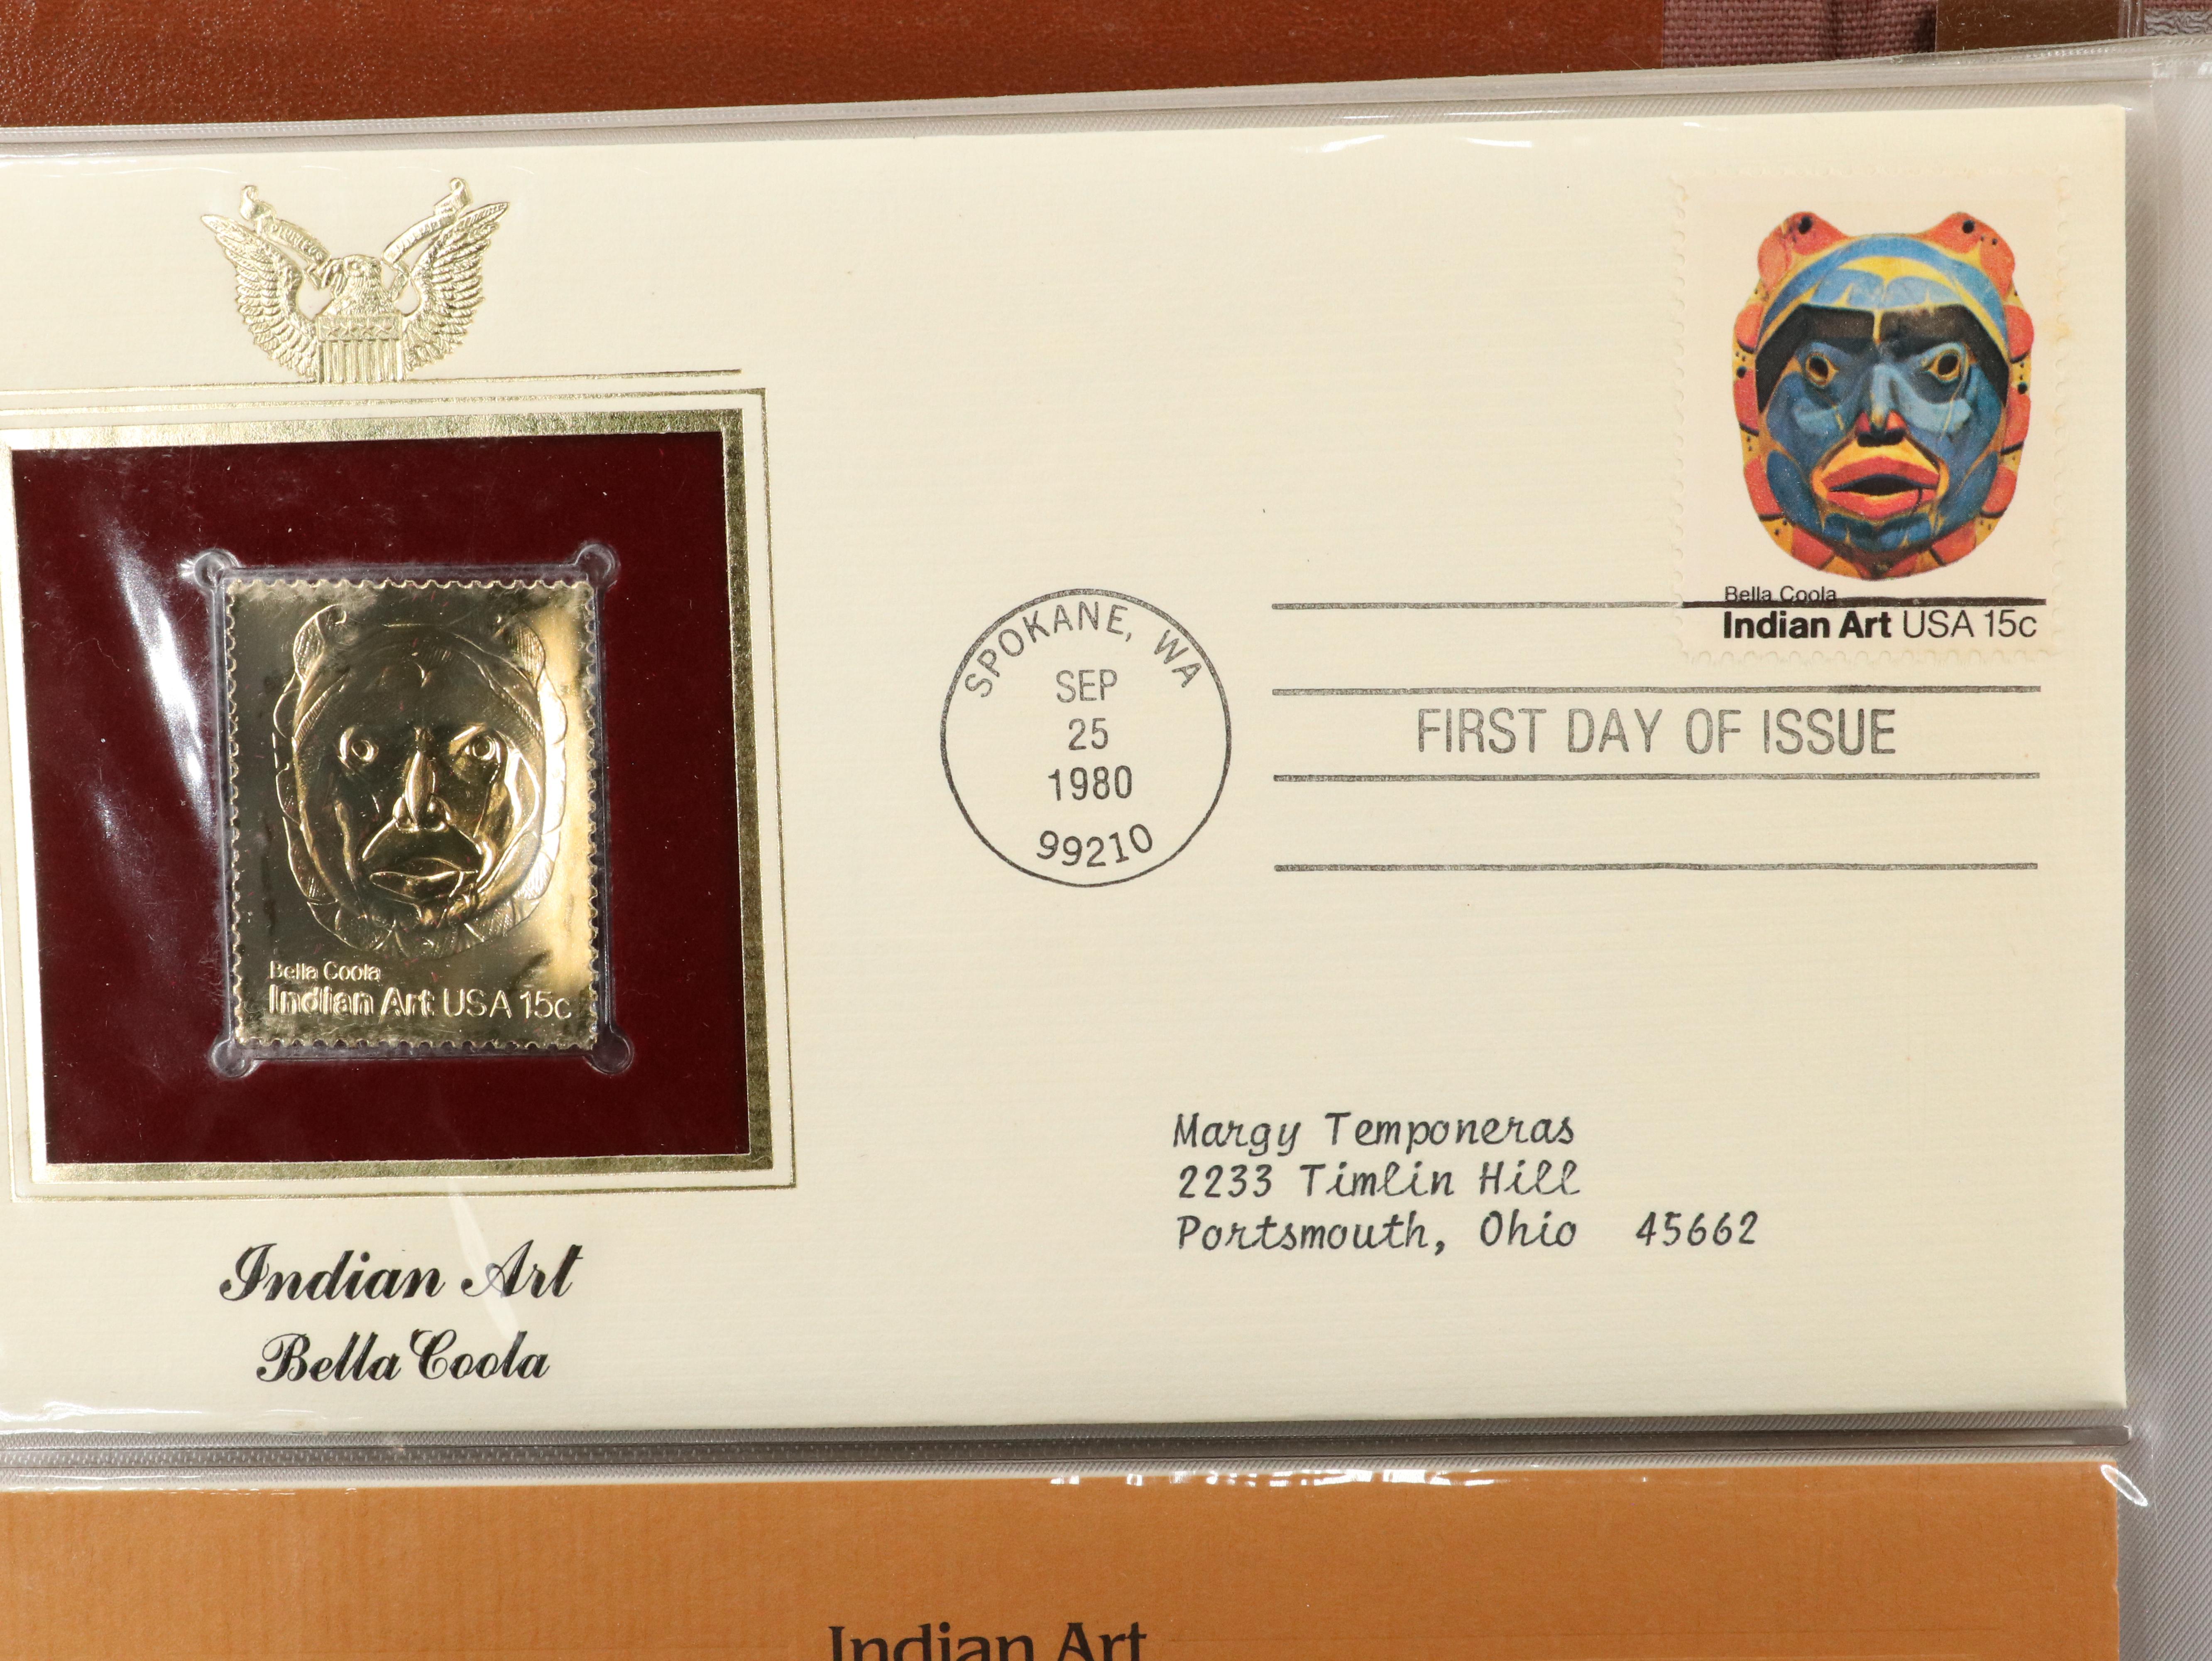 Bella Coola
Indian Art USA 15c
SPOKANE, WA
SEP
25
1980
99210
FIRST DAY OF ISSUE
Bella Coola
Indian Art USA 15c
Margy Temponeras
2233 Timlin Hill
Portsmouth, Ohio 45662
Indian Art
Bella Coola
Indian Art